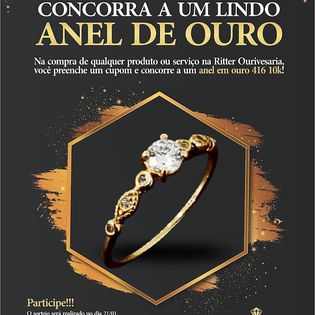 CONCORRA A UM LINDO
ANEL DE OURO
Na compra de qualquer produto ou serviço na Ritter Ourivesaria,
você preenche um cupom e concorre a um anel em ouro 416 10k!
Participe!!!
O sorteio será realizado no dia 21/01